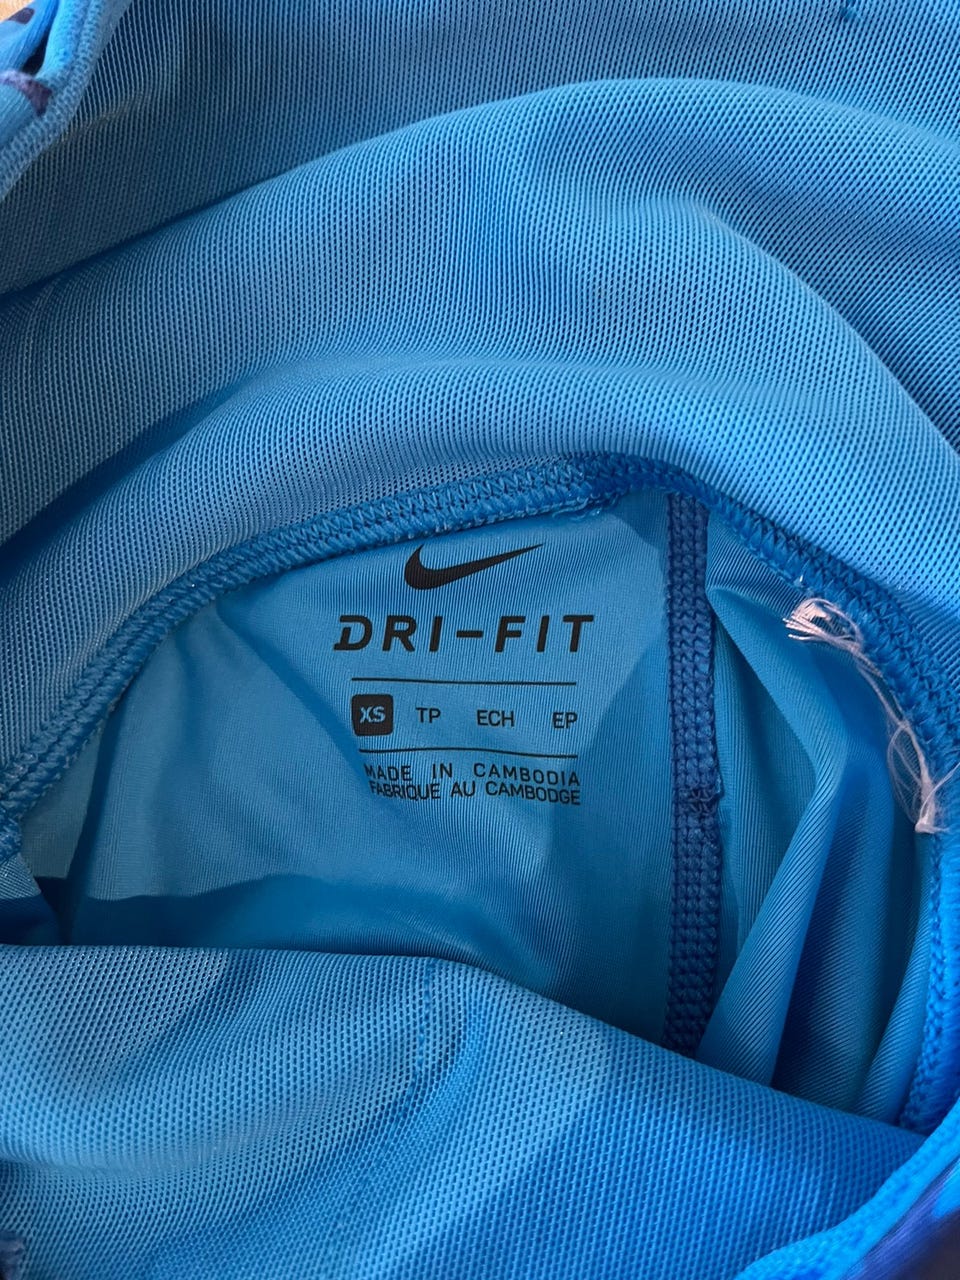 DRI-FIT
XS TP ECH EP
MADE IN CAMBODIA
FABRIQUE AU CAMBODGE